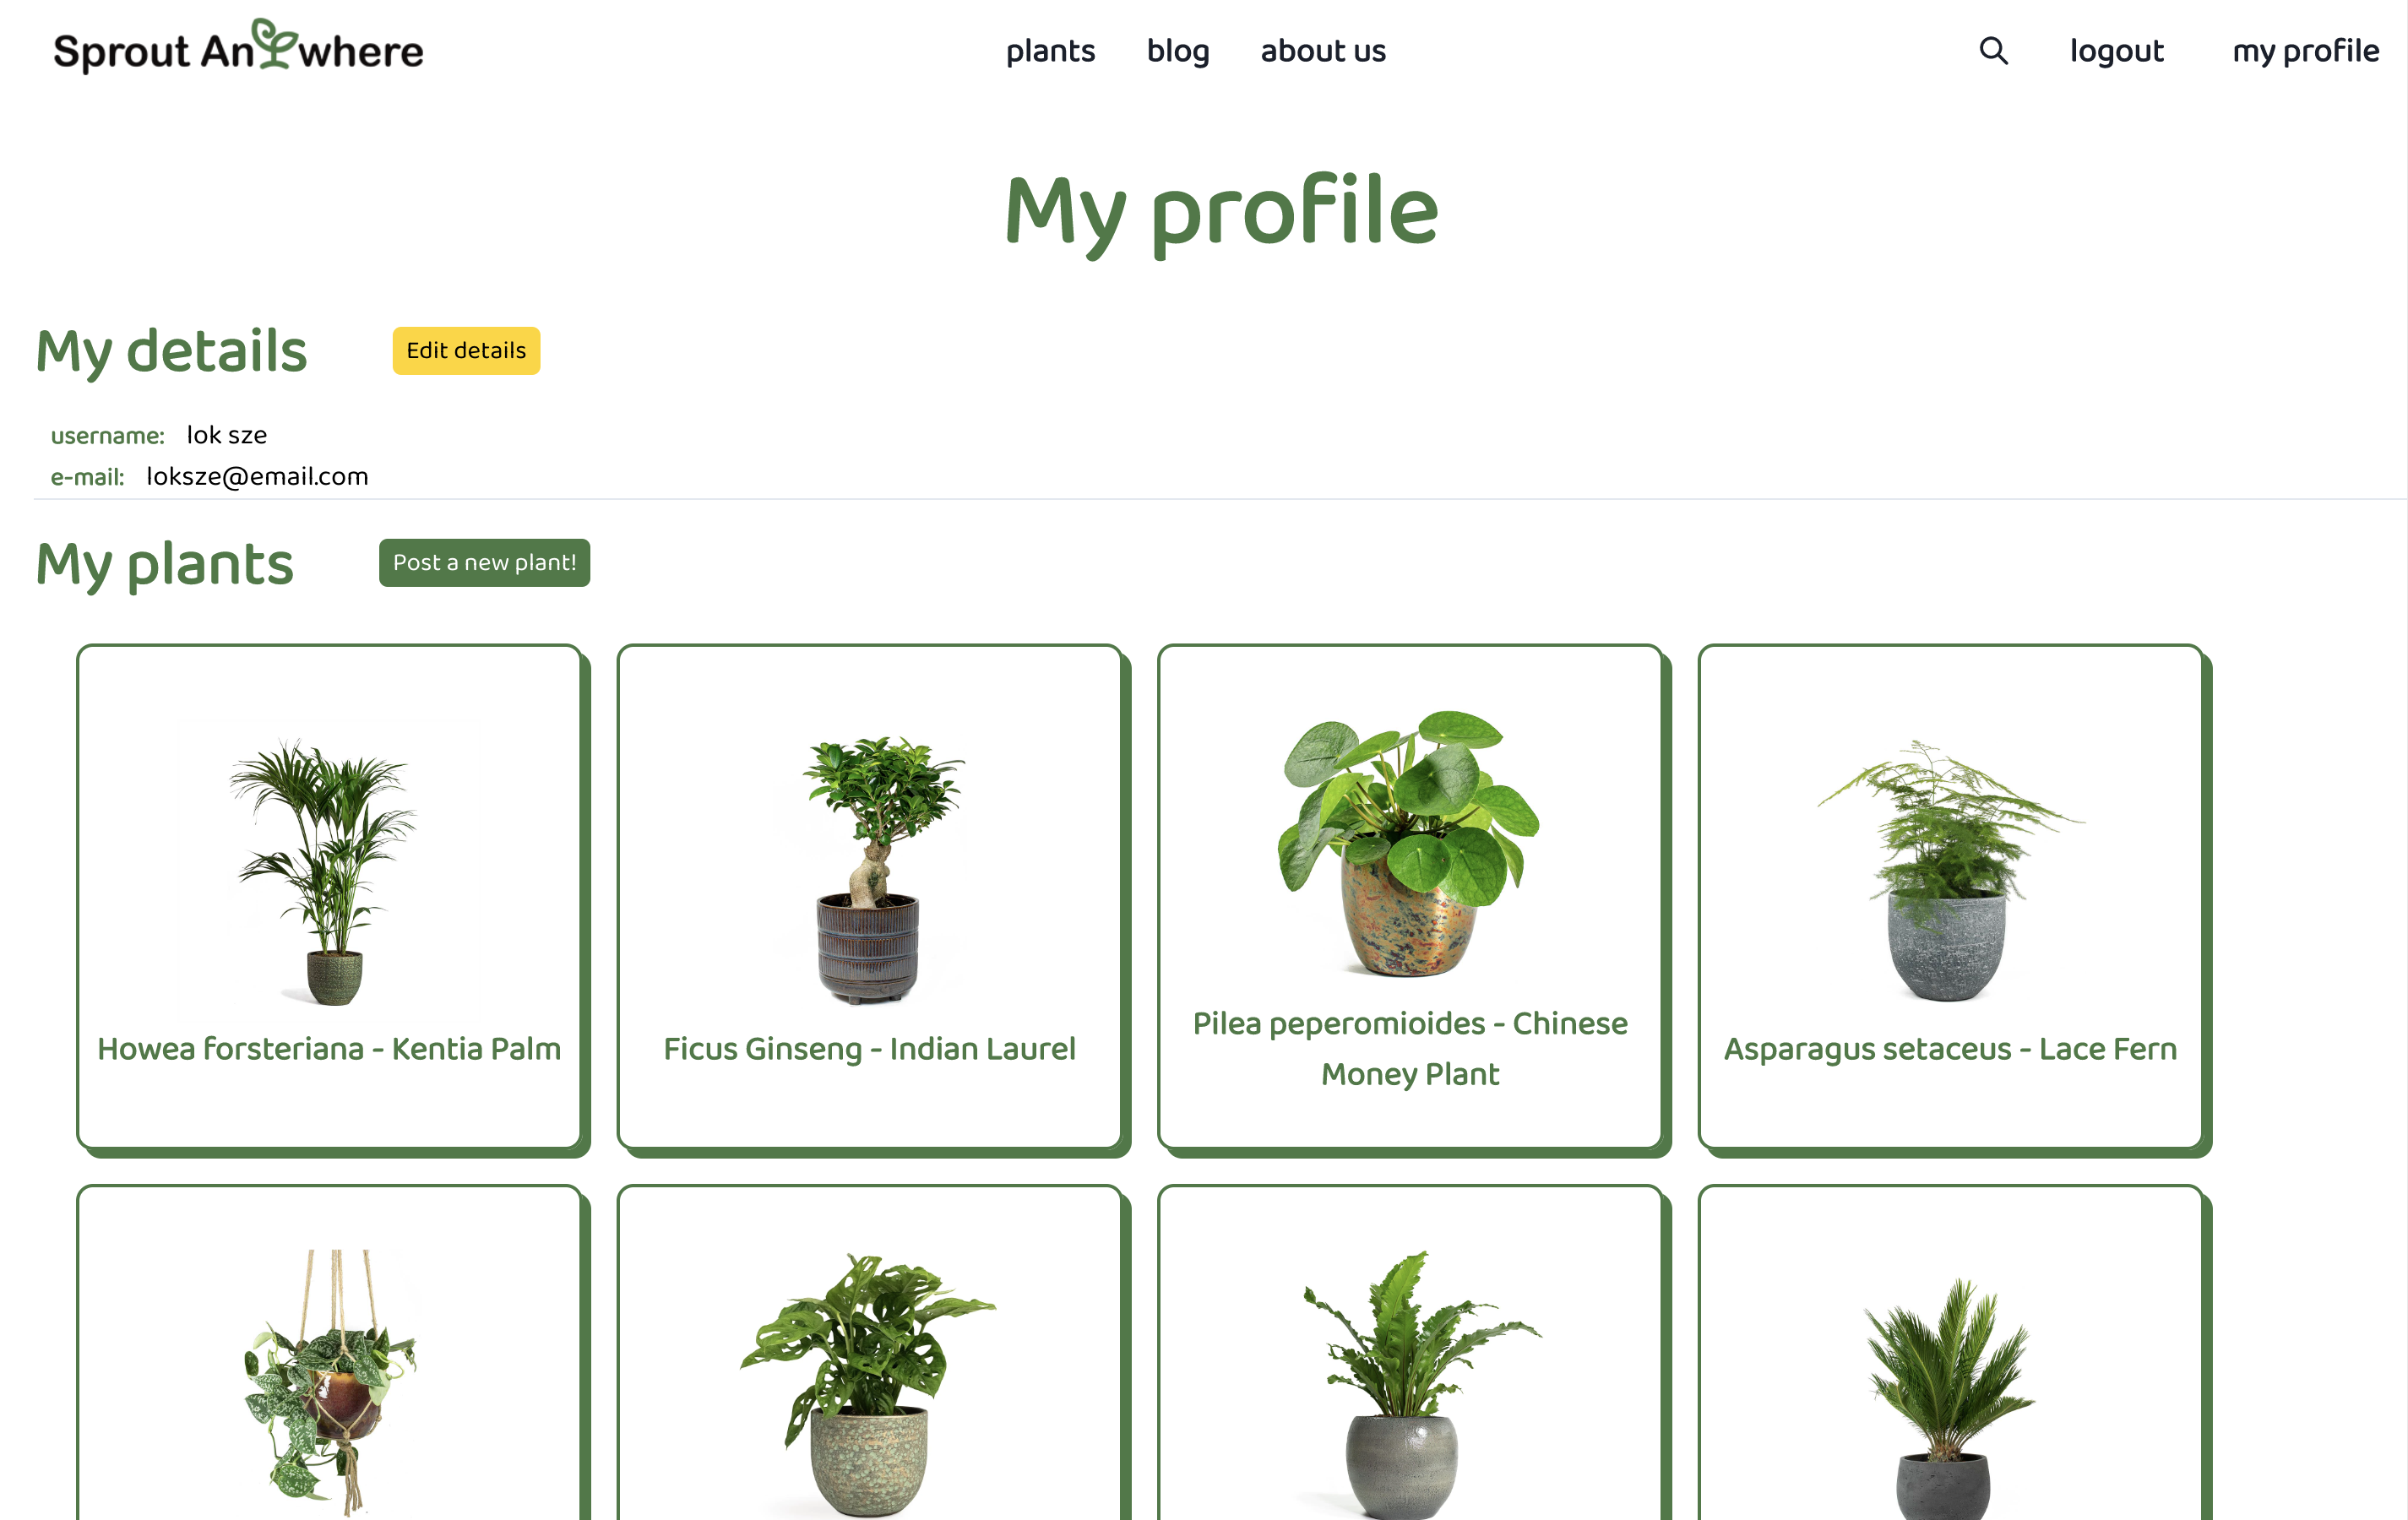 Sprout Anywhere
plants blog about us
logout my profile
My profile
My details
Edit details
username: lok sze
e-mail: loksze@email.com
My plants
Post a new plant!
Howea forsteriana - Kentia Palm
Ficus Ginseng - Indian Laurel
Pilea peperomioides - Chinese
Money Plant
Asparagus setaceus - Lace Fern